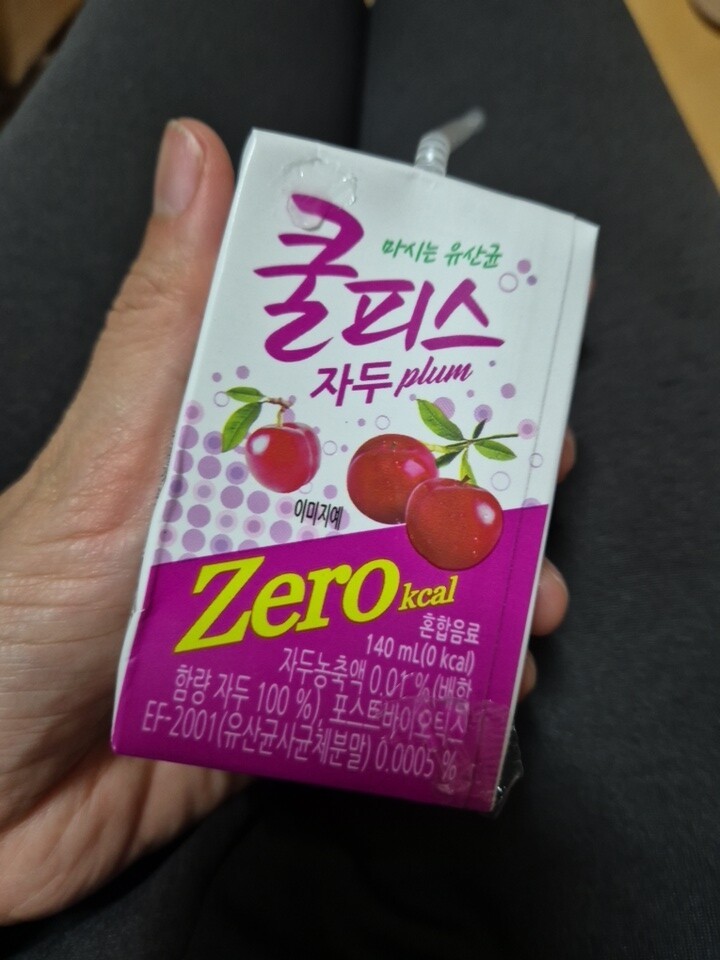 마시는 유산균
쿨피스
자두 plum
이미지예
Zero kcal
혼합음료
140 mL(0 kcal)
자두농축액 0.01 % (배합
함량 자두 100 %), 포스트바이오틱스
EF-2001(유산균사균체분말) 0.0005 %